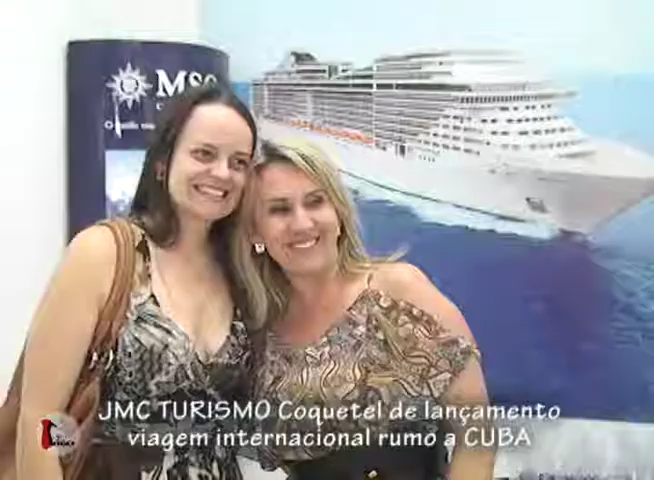 MSC
JMC TURISMO Coquetel de lançamento
viagem internacional rumo a CUBA